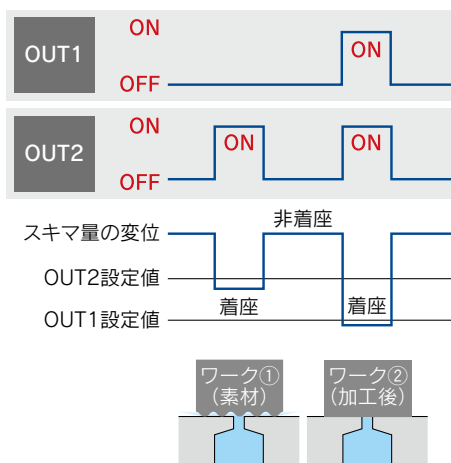 OUT1
ON
OFF
ON
OUT2
ON
OFF
ON
ON
スキマ量の変位
非着座
OUT2設定値
着座
着座
OUT1設定値
ワーク①
（素材）
ワーク②
（加工後）